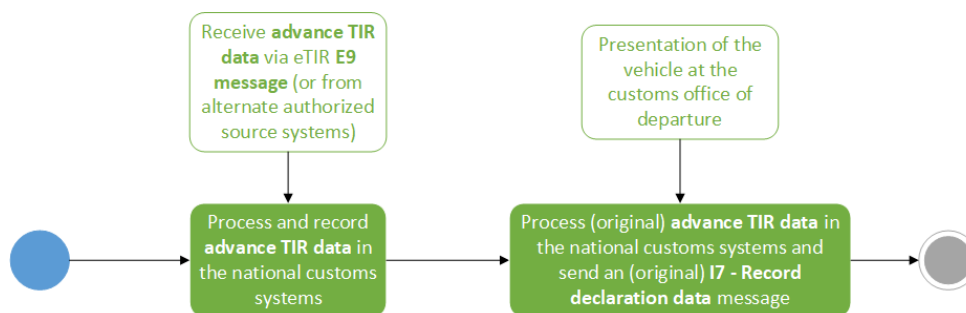 Receive advance TIR
data via eTIR E9
message (or from
alternate authorized
source systems)
Presentation of the
vehicle at the
customs office of
departure
Process and record
advance TIR data in
the national customs
systems
Process (original) advance TIR data in
the national customs systems and
send an (original) I7 - Record
declaration data message